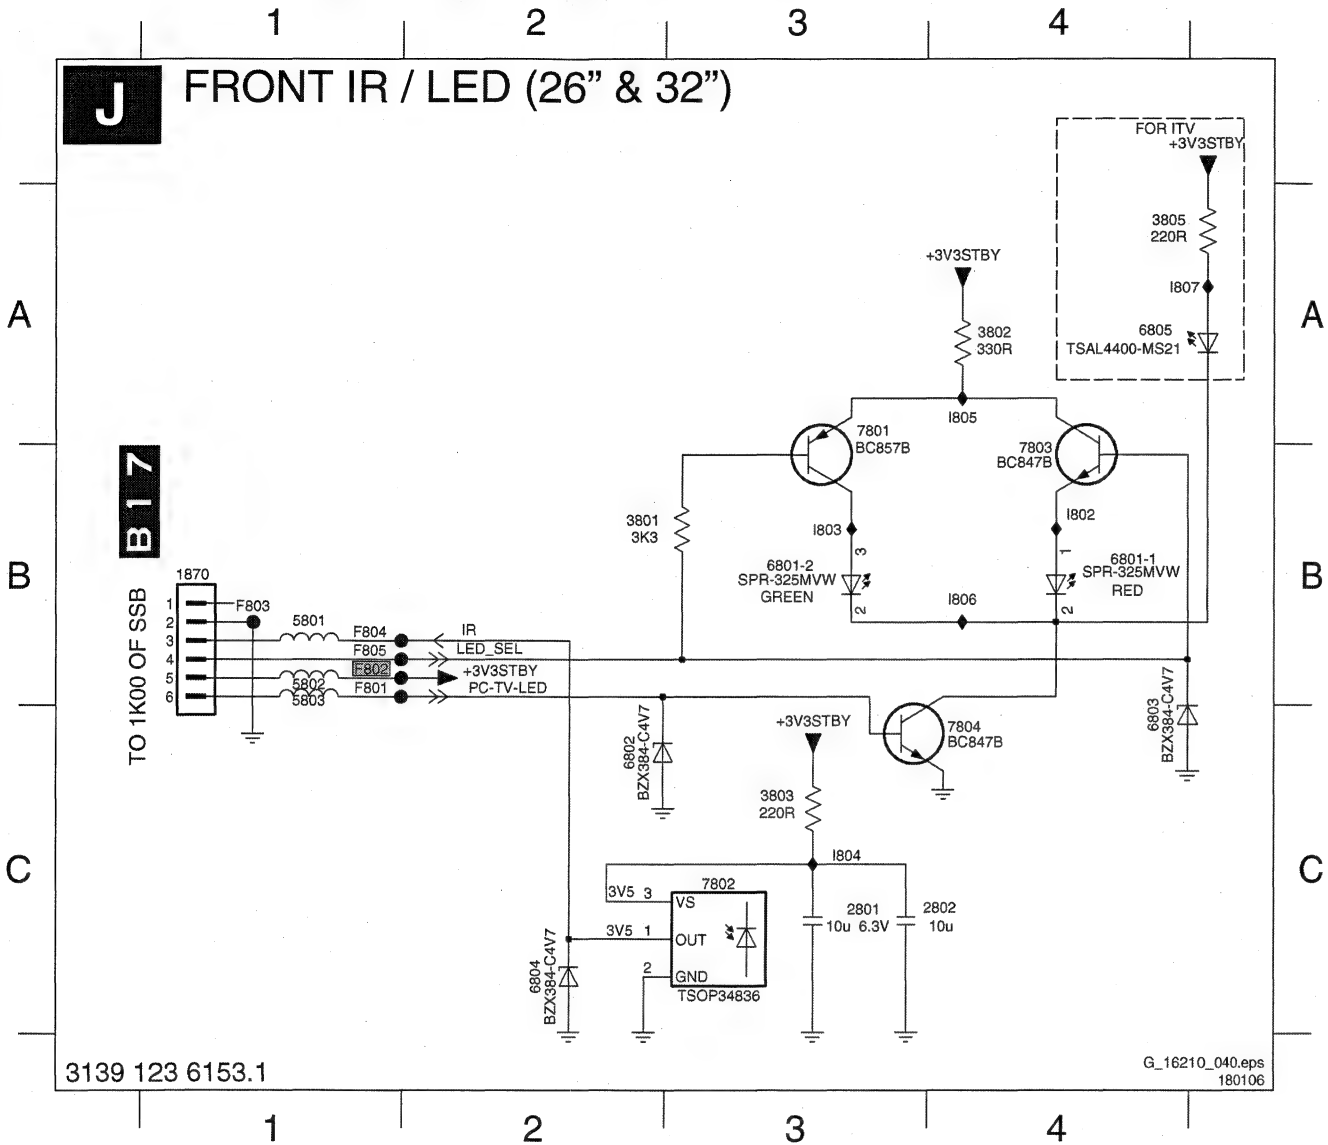 1 2 3 4
J FRONT IR / LED (26” & 32”)
FOR ITV
+3V3STBY
3805
220R
+3V3STBY
I807
A A
3802
330R
6805
TSAL4400-MS21
I805
7801
BC857B
7803
BC847B
B17
3801
3K3
I803
I802
3
1
6801-2
SPR-325MVW
GREEN
6801-1
SPR-325MVW
RED
B B
1870
2
2
I806
TO 1K00 OF SSB
1
F803
2
5801
3
F804
IR
4
F805
LED_SEL
5
F802
+3V3STBY
5802
6
F801
PC-TV-LED
5803
6802
BZX384-C4V7
+3V3STBY
7804
BC847B
6803
BZX384-C4V7
3803
220R
C C
I804
7802
3V5 3
VS
2801
10u 6.3V
2802
10u
3V5 1
OUT
6804
BZX384-C4V7
2
GND
TSOP34836
3139 123 6153.1
G_16210_040.eps
180106
1 2 3 4